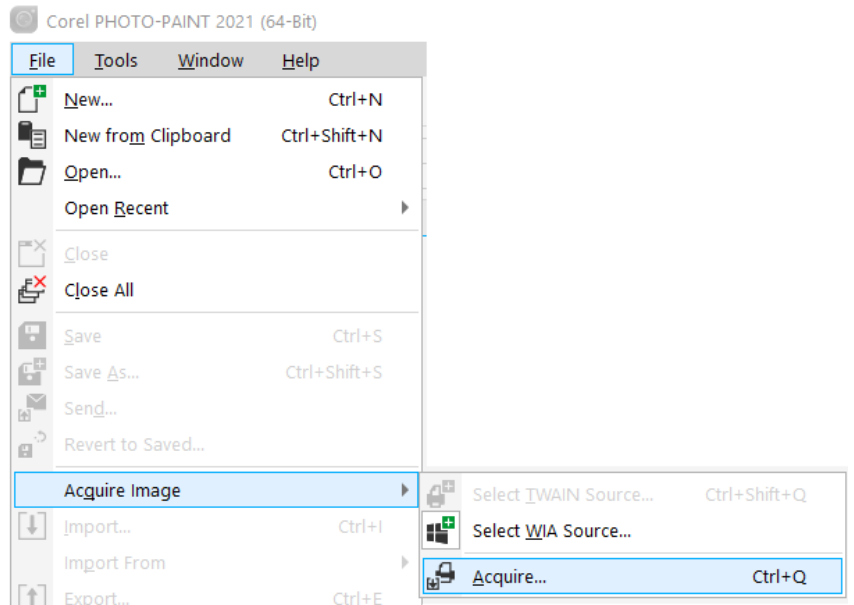 Corel PHOTO-PAINT 2021 (64-Bit)
File Tools Window Help
New... Ctrl+N
New from Clipboard Ctrl+Shift+N
Open... Ctrl+O
Open Recent
Close
Close All
Save Ctrl+S
Save As... Ctrl+Shift+S
Send...
Revert to Saved...
Acquire Image
Select TWAIN Source... Ctrl+Shift+Q
Import... Ctrl+I
Select WIA Source...
Import From
Acquire... Ctrl+Q
Export... Ctrl+E